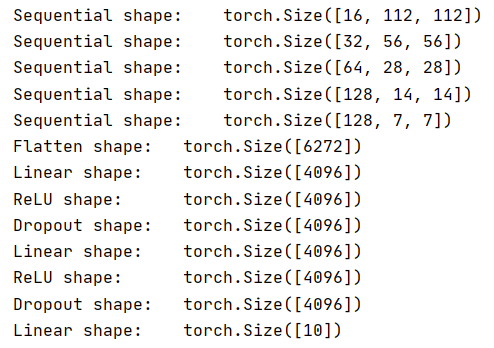 Sequential shape:    torch.Size([16, 112, 112])
Sequential shape:    torch.Size([32, 56, 56])
Sequential shape:    torch.Size([64, 28, 28])
Sequential shape:    torch.Size([128, 14, 14])
Sequential shape:    torch.Size([128, 7, 7])
Flatten shape:   torch.Size([6272])
Linear shape:    torch.Size([4096])
ReLU shape:      torch.Size([4096])
Dropout shape:   torch.Size([4096])
Linear shape:    torch.Size([4096])
ReLU shape:      torch.Size([4096])
Dropout shape:   torch.Size([4096])
Linear shape:    torch.Size([10])